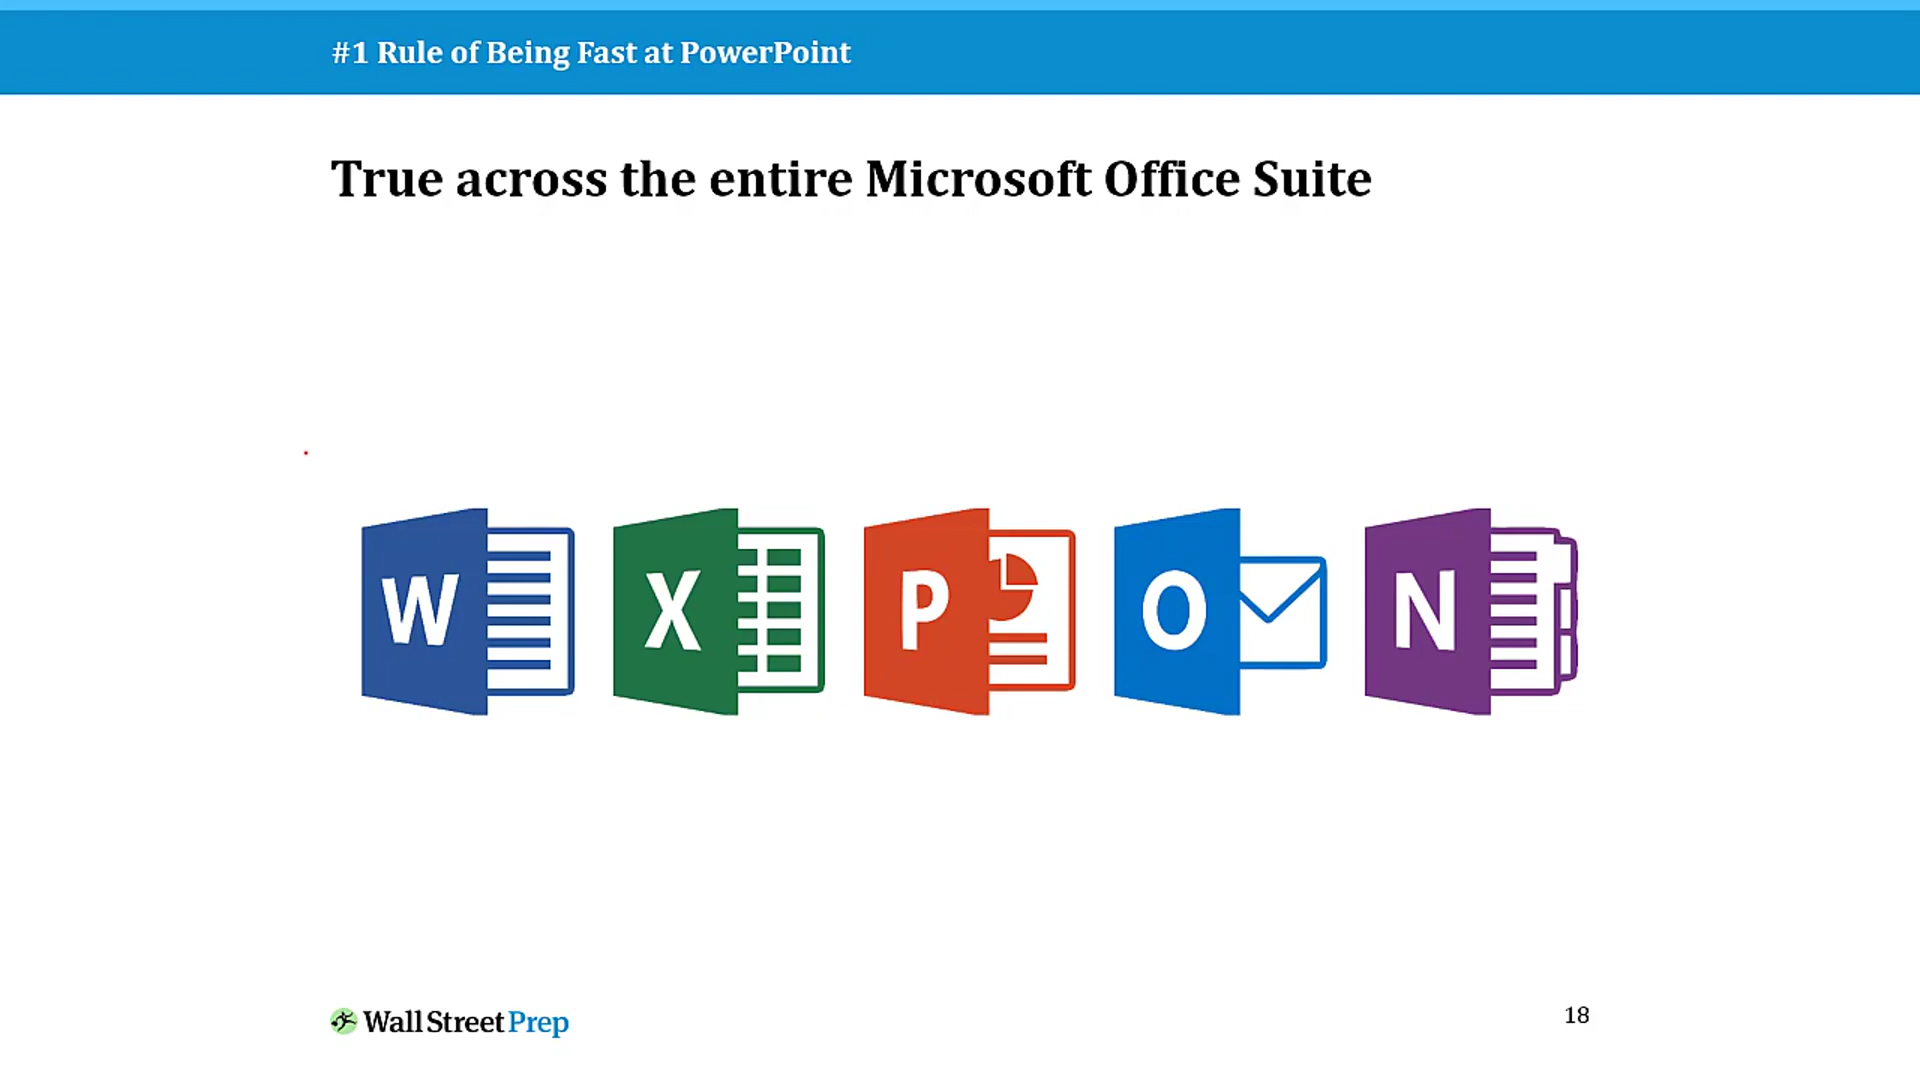 #1 Rule of Being Fast at PowerPoint
True across the entire Microsoft Office Suite
W X P O N
Wall Street Prep
18